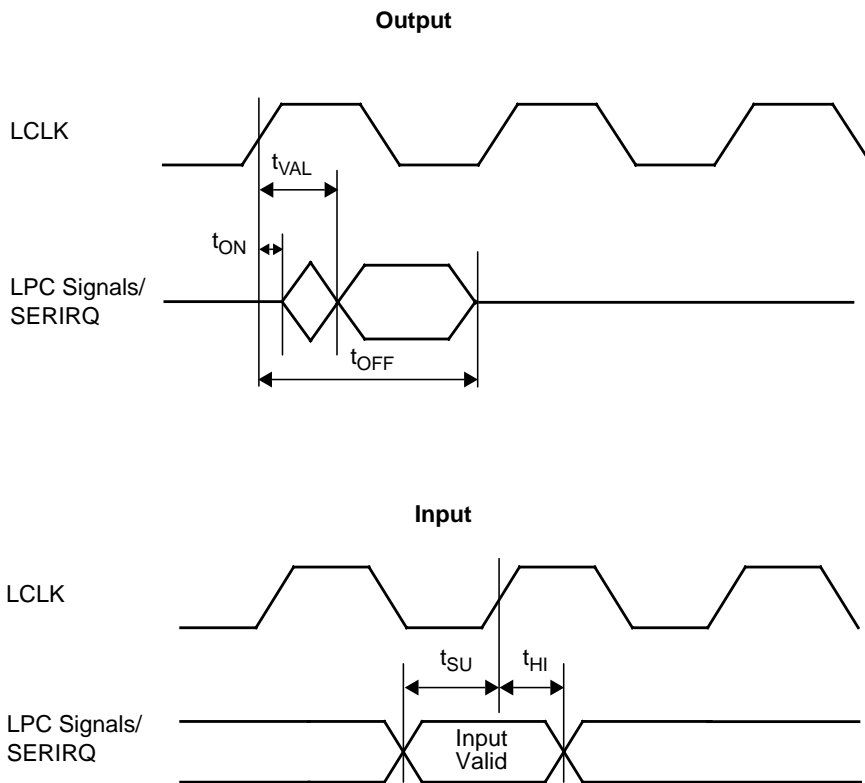 Output
LCLK
tVAL
tON
LPC Signals/
SERIRQ
tOFF
Input
LCLK
tSU
tHI
LPC Signals/
SERIRQ
Input
Valid